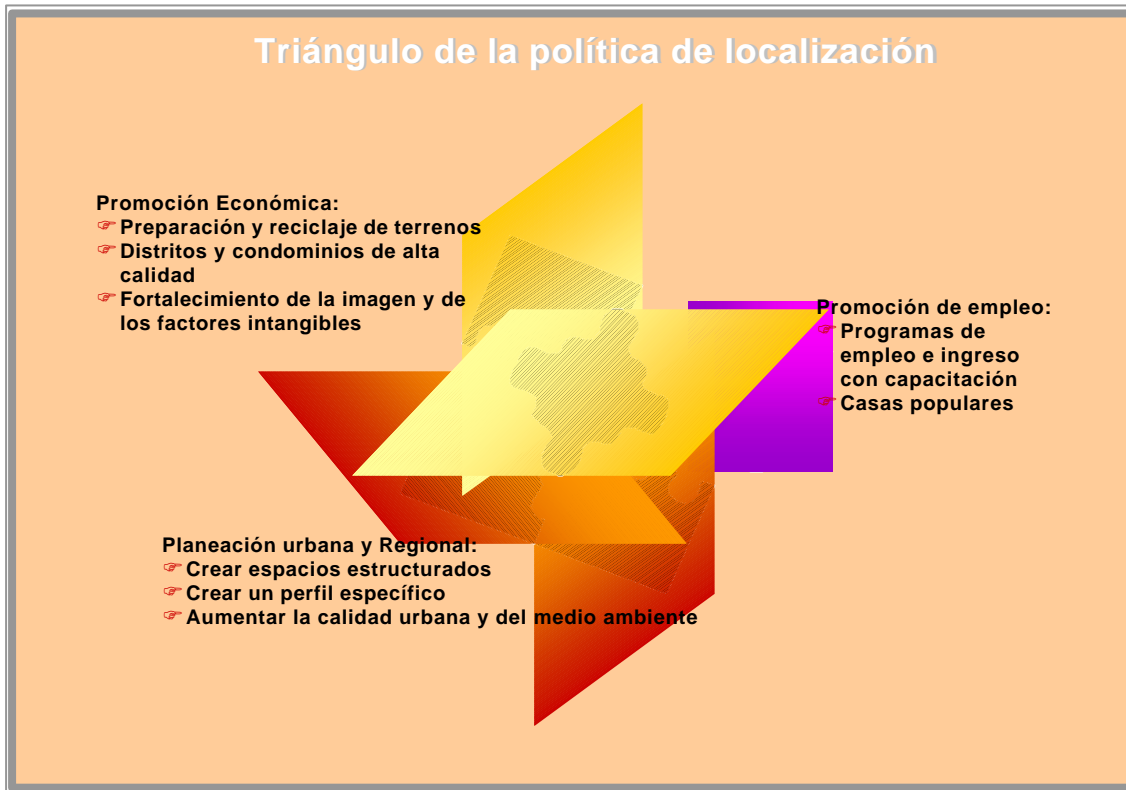 Triángulo de la política de localización
Promoción Económica:
☞ Preparación y reciclaje de terrenos
☞ Distritos y condominios de alta
calidad
☞ Fortalecimiento de la imagen y de
los factores intangibles
Promoción de empleo:
☞ Programas de
empleo e ingreso
con capacitación
☞ Casas populares
Planeación urbana y Regional:
☞ Crear espacios estructurados
☞ Crear un perfil específico
☞ Aumentar la calidad urbana y del medio ambiente